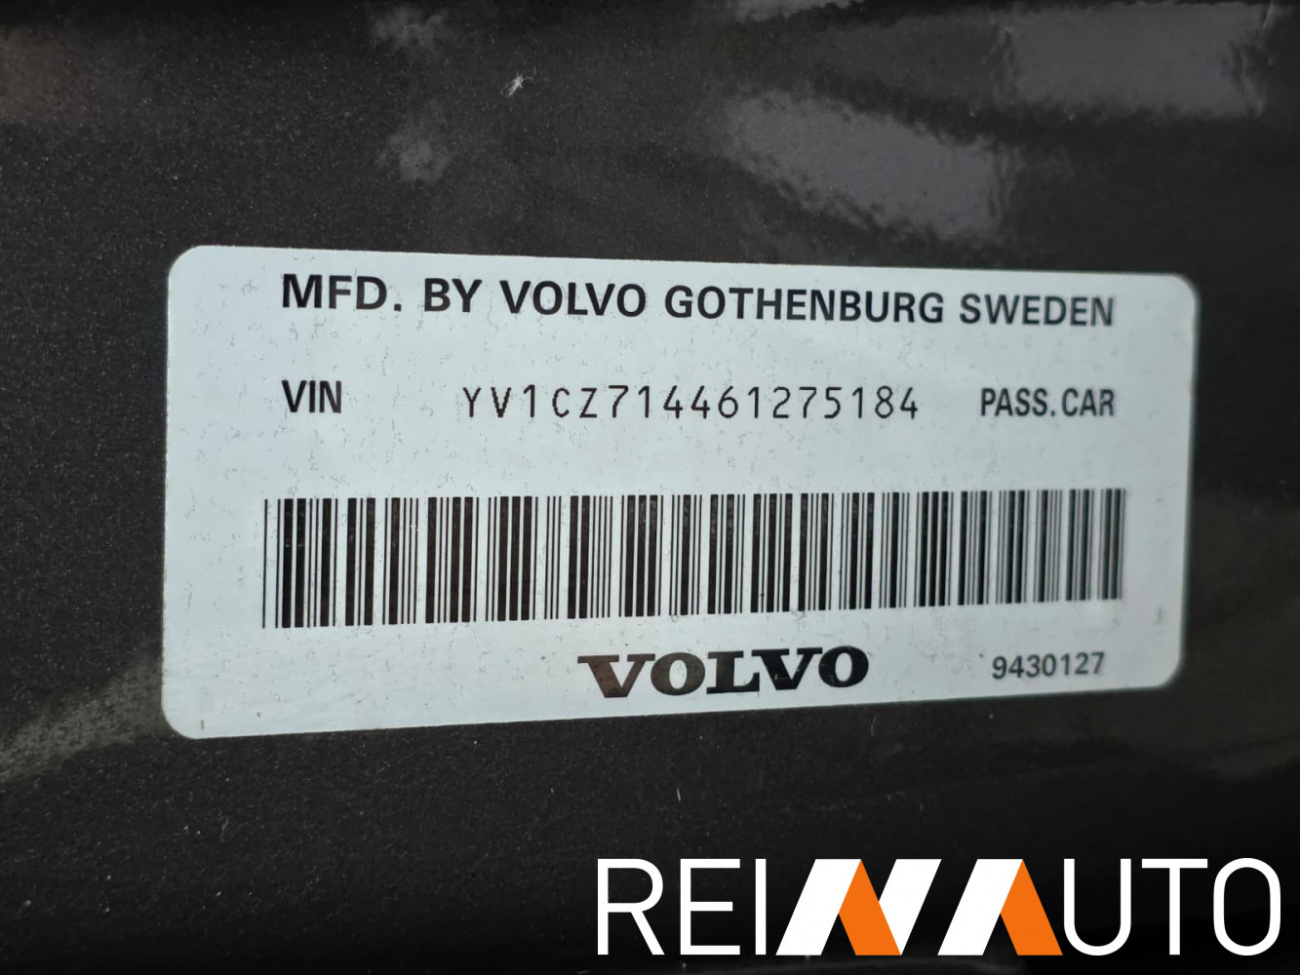 MFD. BY VOLVO GOTHENBURG SWEDEN
VIN YV1CZ714461275184 PASS. CAR
VOLVO 9430127
REINAUTO